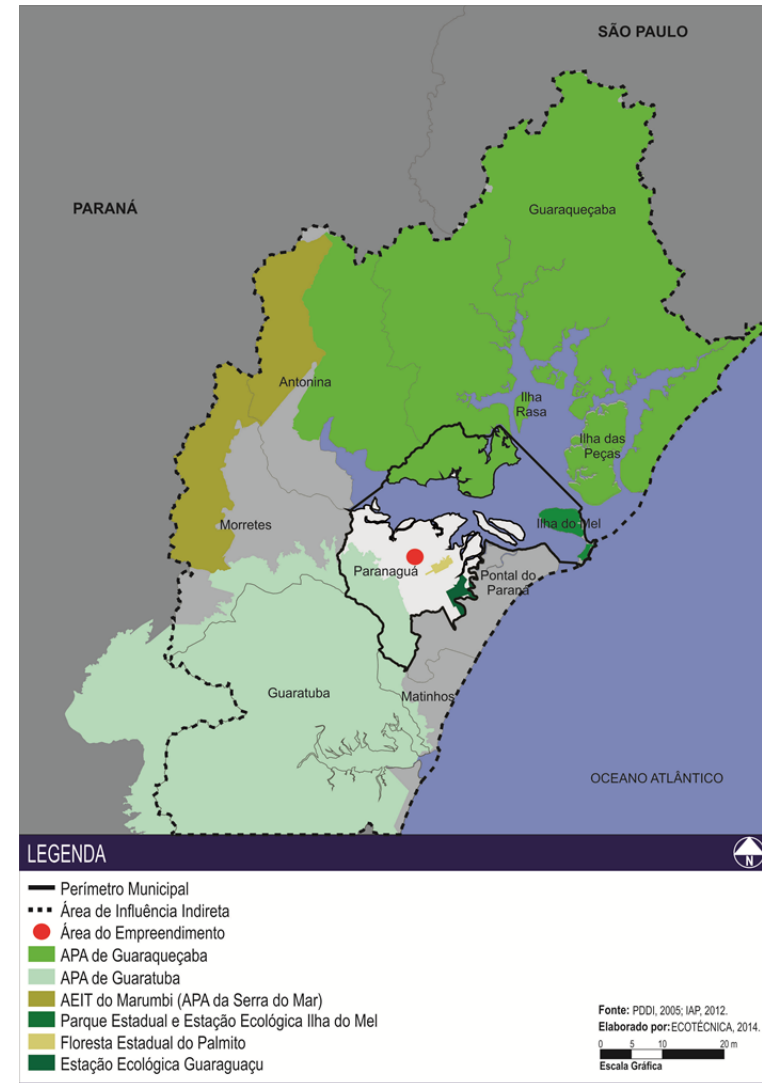 SÃO PAULO
PARANÁ
Guaraqueçaba
Antonina
Ilha
Rasa
Ilha das
Peças
Morretes
Ilha do Mel
Paranaguá
Pontal do
Paraná
Guaratuba
Matinhos
OCEANO ATLÂNTICO
LEGENDA
N
Perímetro Municipal
Área de Influência Indireta
Área do Empreendimento
APA de Guaraqueçaba
APA de Guaratuba
AEIT do Marumbi (APA da Serra do Mar)
Parque Estadual e Estação Ecológica Ilha do Mel
Floresta Estadual do Palmito
Estação Ecológica Guaraguaçu
Fonte: PDDI, 2005; IAP, 2012.
Elaborado por: ECOTÉCNICA, 2014.
0 5 10 20 m
Escala Gráfica